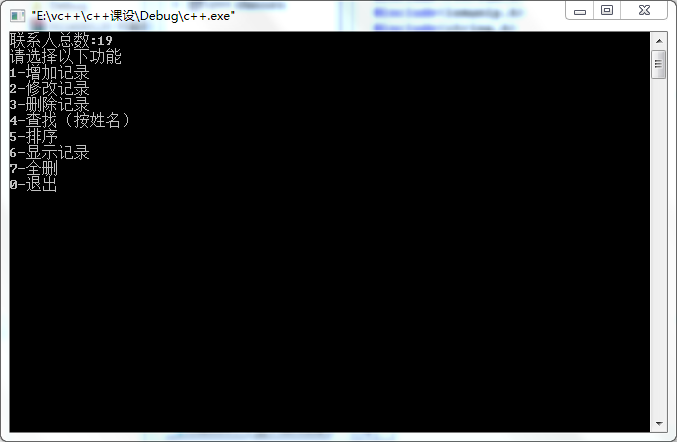 "E:\vc++\c++课设\Debug\c++.exe"
联系人总数:19
请选择以下功能
1-增加记录
2-修改记录
3-删除记录
4-查找（按姓名）
5-排序
6-显示记录
7-全删
0-退出